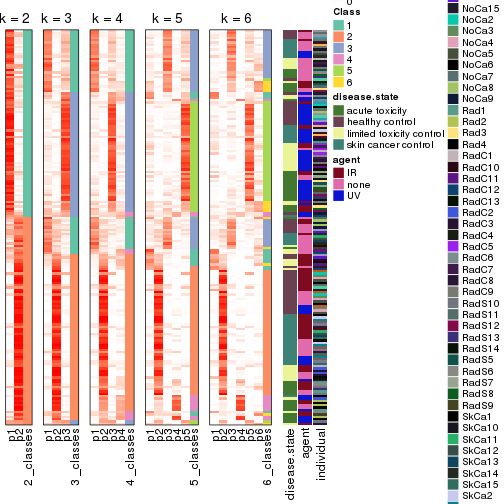 k = 2
k = 3
k = 4
k = 5
k = 6
p1
p2
2_classes
p1
p2
p3
3_classes
p1
p2
p3
p4
4_classes
p1
p2
p3
p4
p5
5_classes
p1
p2
p3
p4
p5
p6
6_classes
disease.state
agent
individual
0
Class
1
2
3
4
5
6
disease.state
acute toxicity
healthy control
limited toxicity control
skin cancer control
agent
IR
none
UV
NoCa15
NoCa2
NoCa3
NoCa4
NoCa5
NoCa6
NoCa7
NoCa8
NoCa9
Rad1
Rad2
Rad3
Rad4
RadC1
RadC10
RadC11
RadC12
RadC13
RadC2
RadC3
RadC4
RadC5
RadC6
RadC7
RadC8
RadC9
RadS10
RadS11
RadS12
RadS13
RadS14
RadS5
RadS6
RadS7
RadS8
RadS9
SkCa1
SkCa10
SkCa11
SkCa12
SkCa13
SkCa14
SkCa15
SkCa2